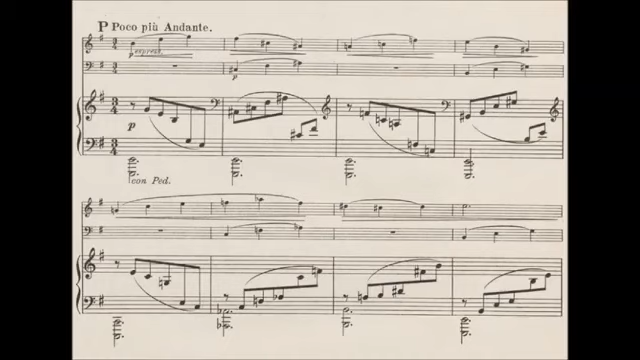 P Poco più Andante.
p espress.
p
p
con Ped.